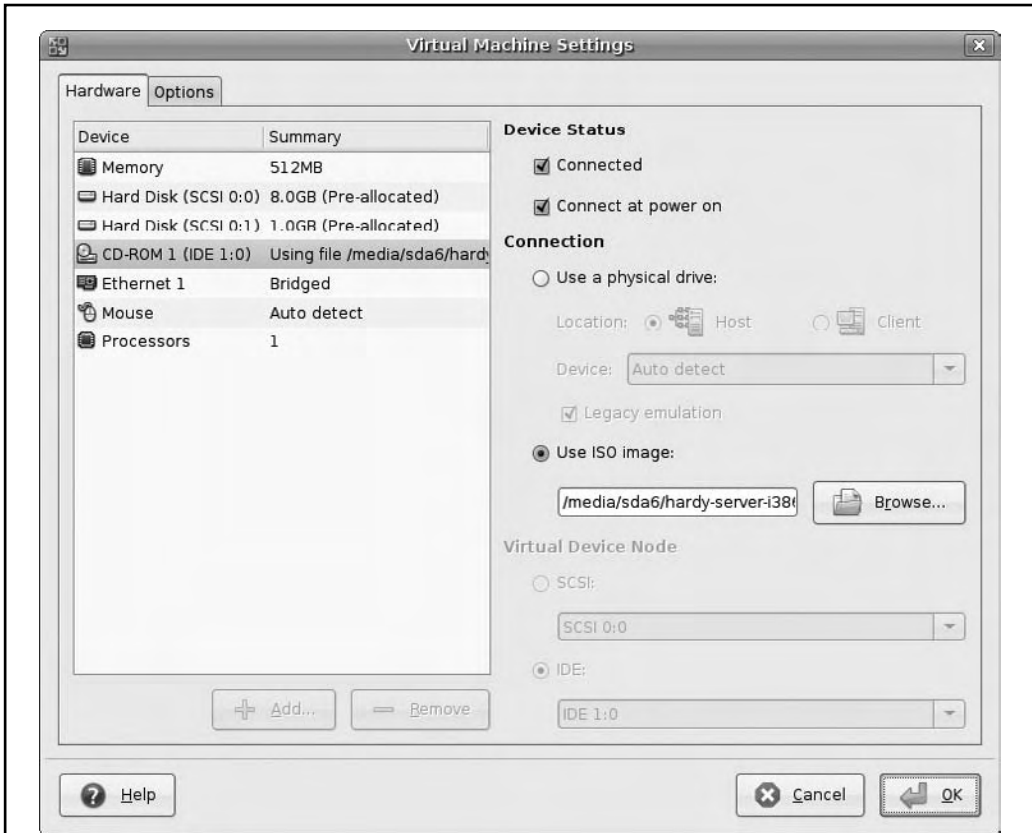 Virtual Machine Settings
Hardware Options
Device Summary
Memory 512MB
Hard Disk (SCSI 0:0) 8.0GB (Pre-allocated)
Hard Disk (SCSI 0:1) 1.0GB (Pre-allocated)
CD-ROM 1 (IDE 1:0) Using file /media/sda6/hardy
Ethernet 1 Bridged
Mouse Auto detect
Processors 1
Add...
Remove
Device Status
Connected
Connect at power on
Connection
Use a physical drive:
Location: Host Client
Device: Auto detect
Legacy emulation
Use ISO image:
/media/sda6/hardy-server-i386
Browse...
Virtual Device Node
SCSI:
SCSI 0:0
IDE:
IDE 1:0
Help
Cancel
OK